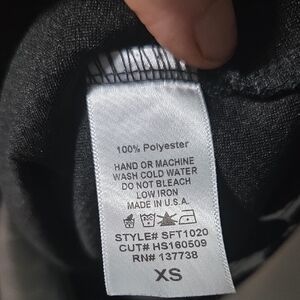 100% Polyester
HAND OR MACHINE
WASH COLD WATER
DO NOT BLEACH
LOW IRON
MADE IN U.S.A.
STYLE# SFT1020
CUT# HS160509
RN# 137738
XS